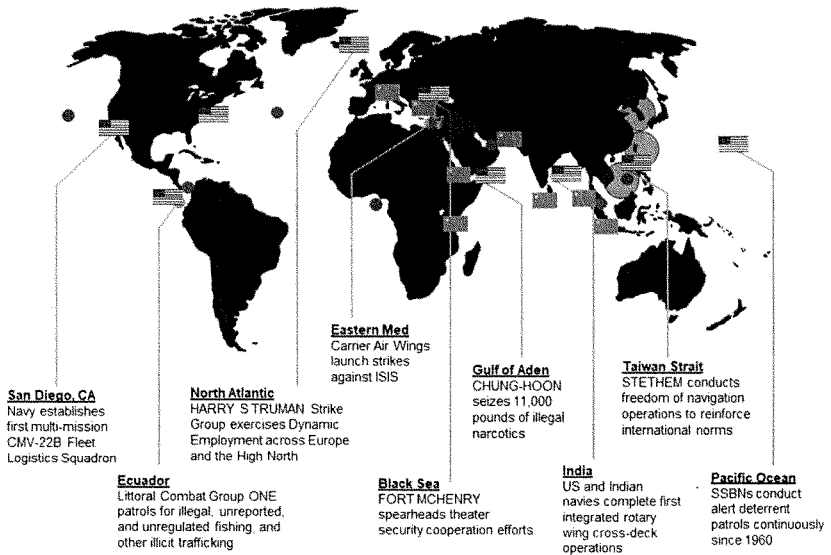 San Diego, CA
Navy establishes
first multi-mission
CMV-22B Fleet
Logistics Squadron
Ecuador
Littoral Combat Group ONE
patrols for illegal, unreported,
and unregulated fishing, and
other illicit trafficking
North Atlantic
HARRY S TRUMAN Strike
Group exercises Dynamic
Employment across Europe
and the High North
Eastern Med
Carrier Air Wings
launch strikes
against ISIS
Black Sea
FORT MCHENRY
spearheads theater
security cooperation efforts
Gulf of Aden
CHUNG-HOON
seizes 11,000
pounds of illegal
narcotics
India
US and Indian
navies complete first
integrated rotary
wing cross-deck
operations
Taiwan Strait
STETHEM conducts
freedom of navigation
operations to reinforce
international norms
Pacific Ocean
SSBNs conduct
alert deterrent
patrols continuously
since 1960